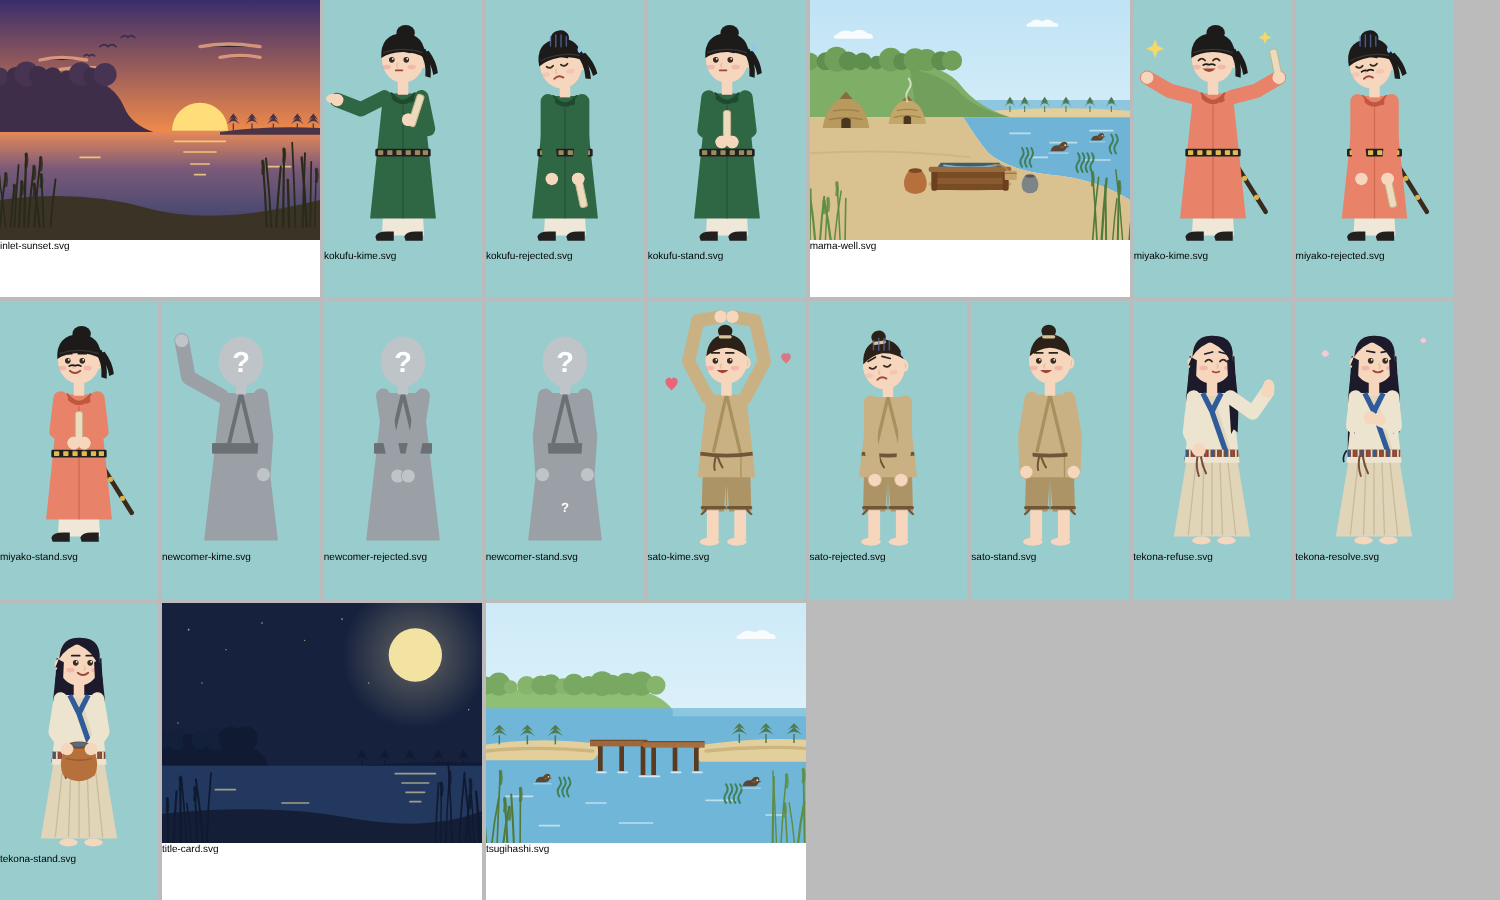 inlet-sunset.svg
kokufu-kime.svg
kokufu-rejected.svg
kokufu-stand.svg
mama-well.svg
miyako-kime.svg
miyako-rejected.svg
?
?
?
?
miyako-stand.svg
newcomer-kime.svg
newcomer-rejected.svg
newcomer-stand.svg
sato-kime.svg
sato-rejected.svg
sato-stand.svg
tekona-refuse.svg
tekona-resolve.svg
tekona-stand.svg
title-card.svg
tsugihashi.svg